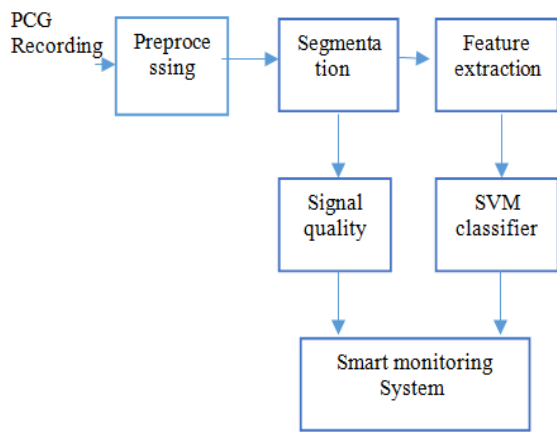 PCG
Recording
Preproce
ssing
Segmenta
tion
Feature
extraction
Signal
quality
SVM
classifier
Smart monitoring
System